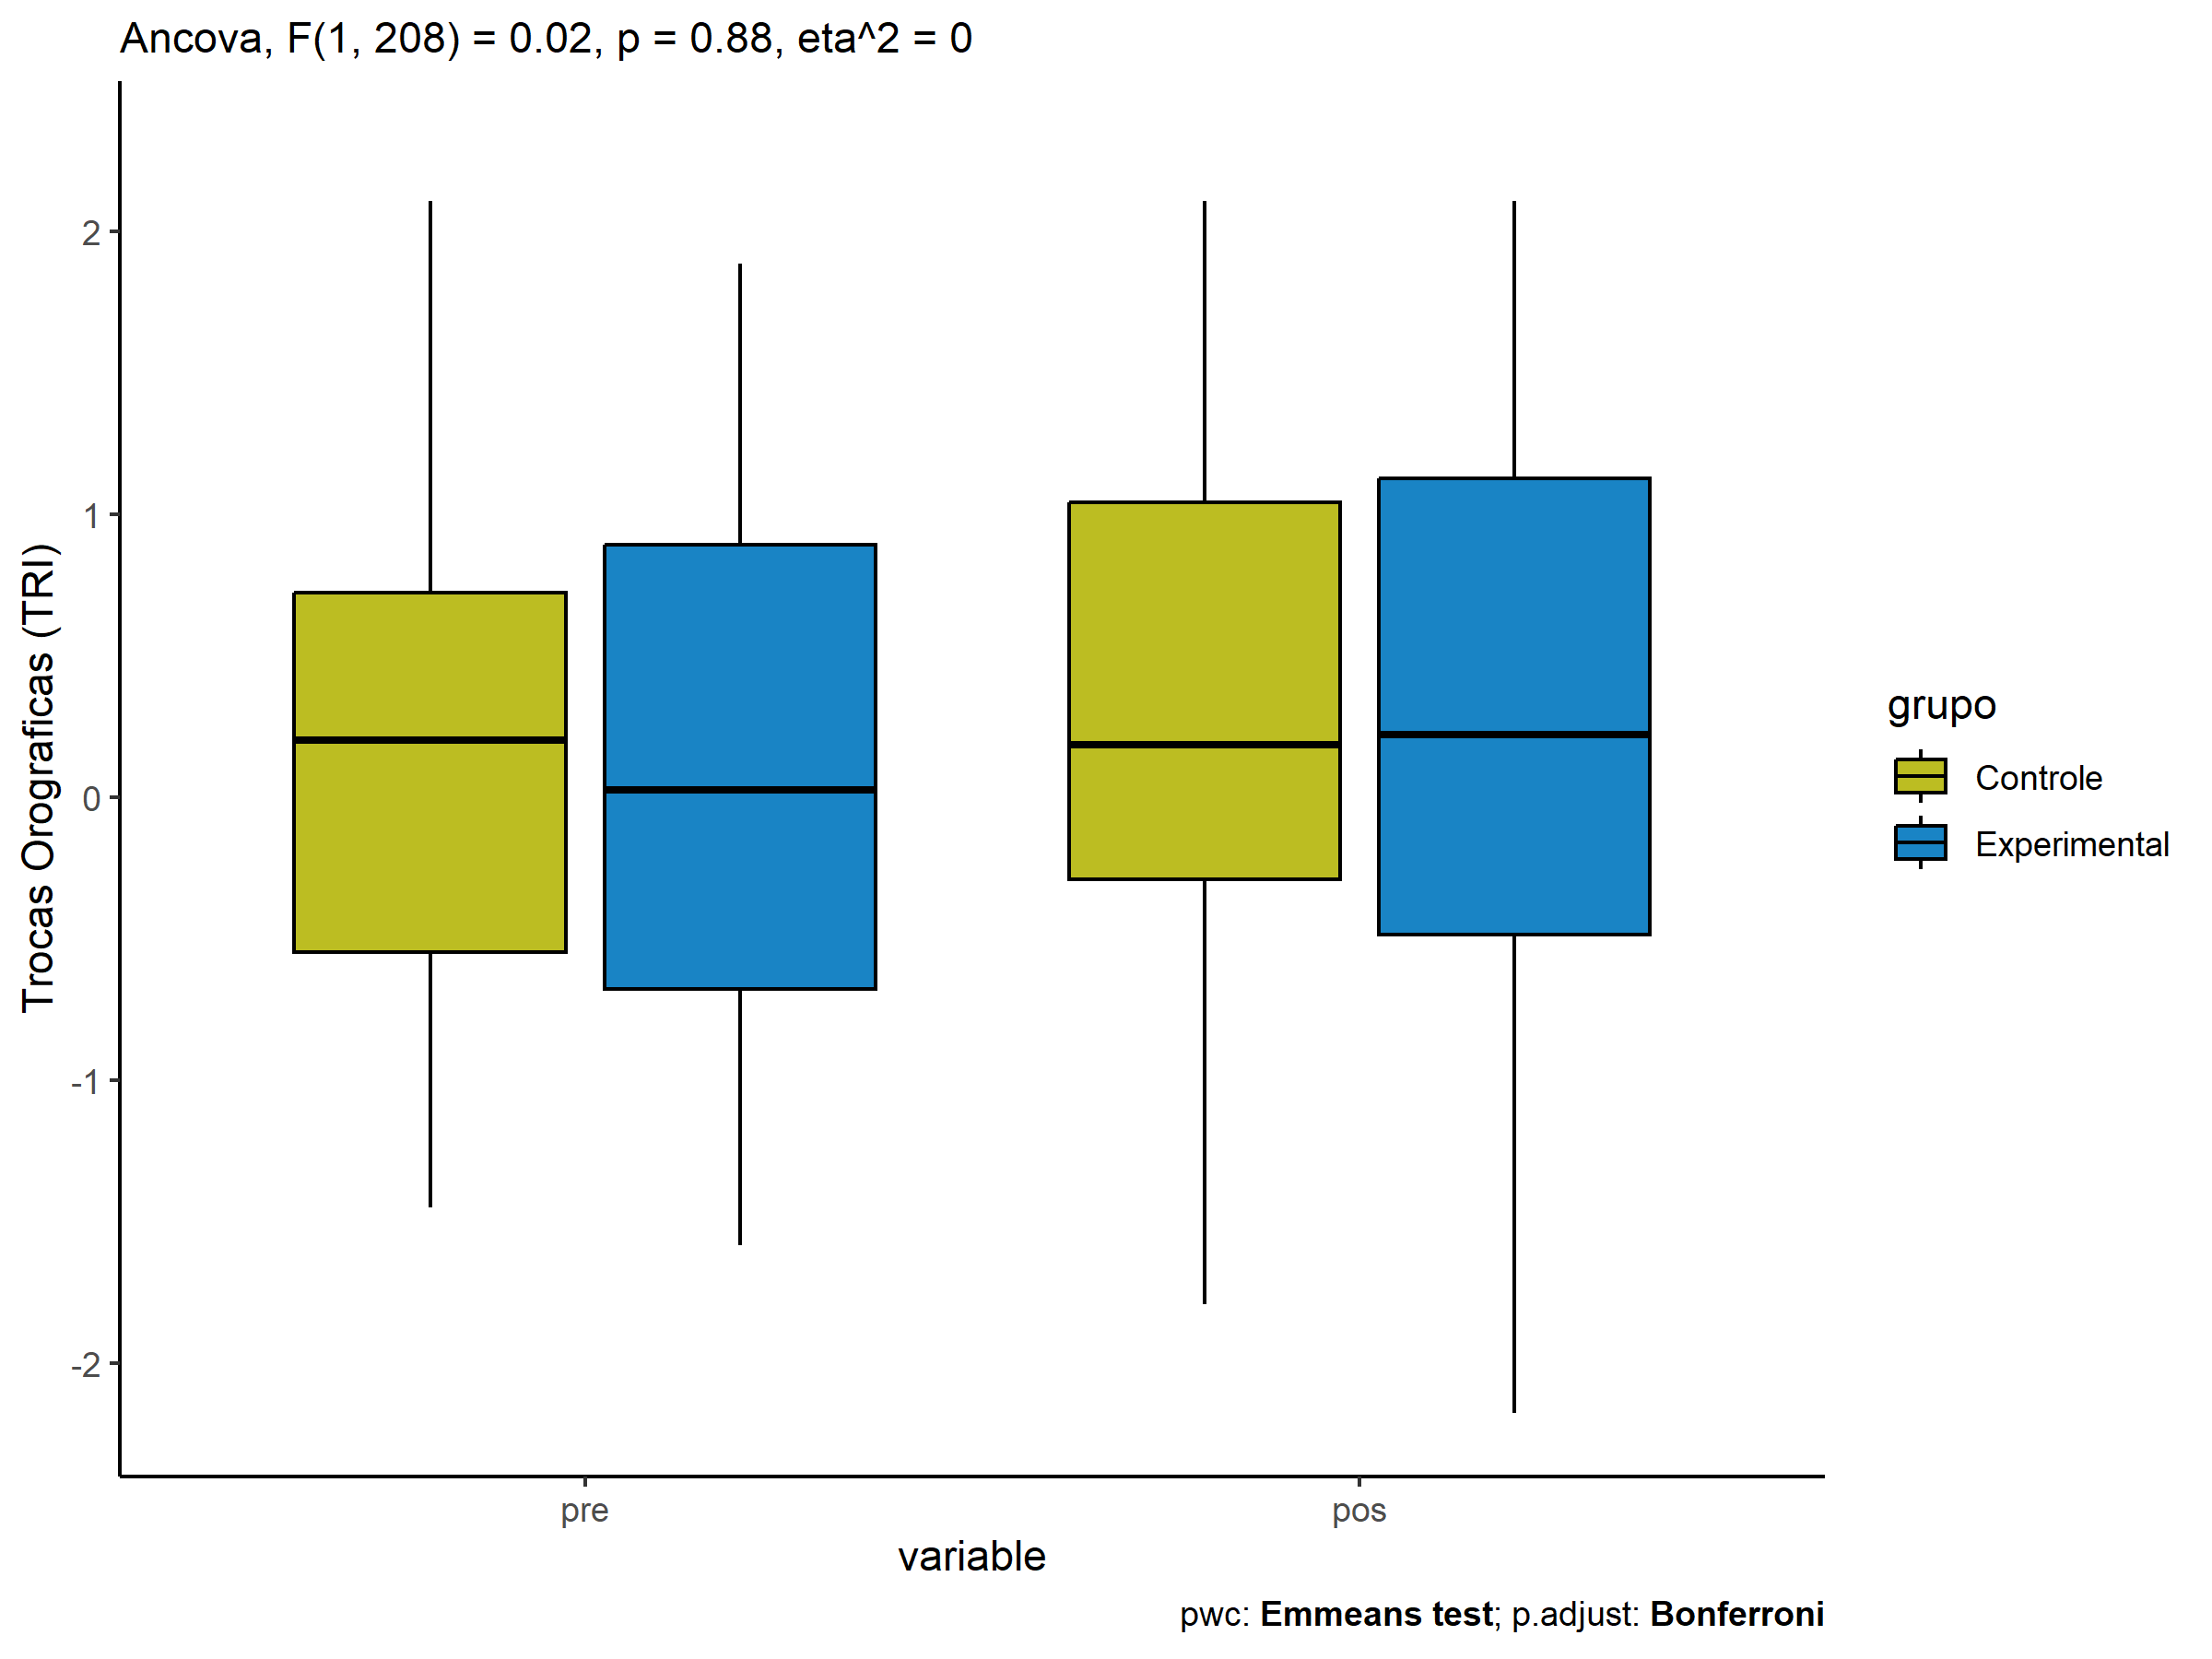 Ancova, F(1, 208) = 0.02, p = 0.88, eta^2 = 0
Trocas Orograficas (TRI)
2
1
0
-1
-2
pre
pos
variable
grupo
Controle
Experimental
pwc: Emmeans test; p.adjust: Bonferroni